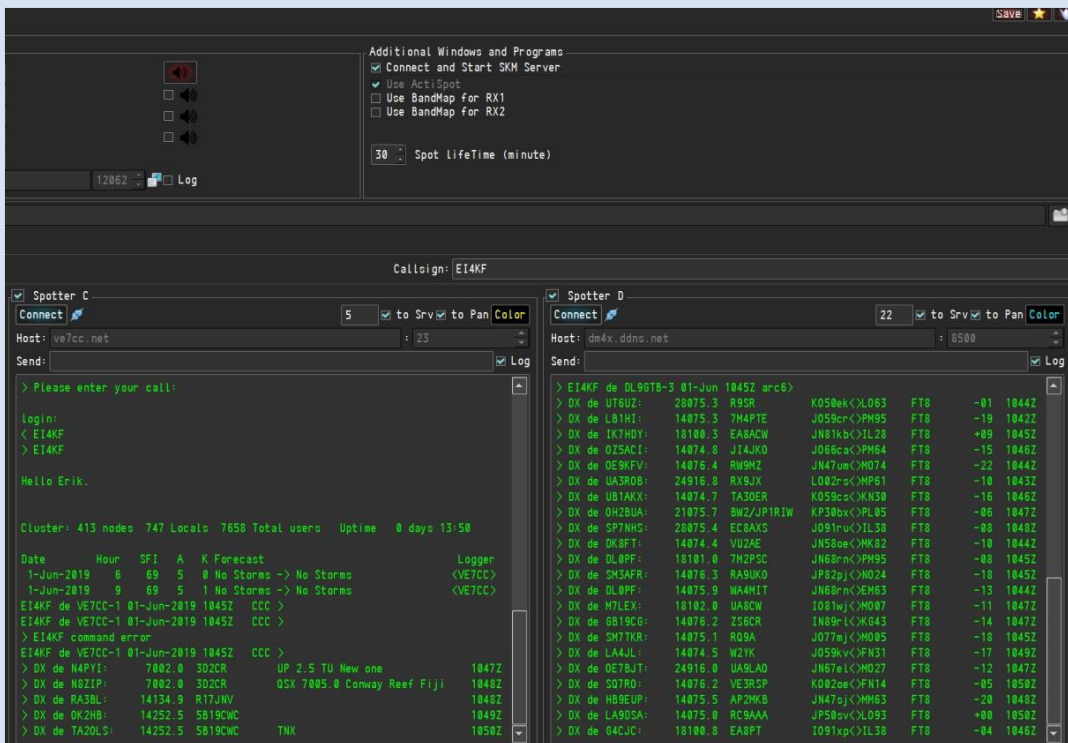 Save
Additional Windows and Programs
Connect and Start SKM Server
Use ActiSpot
Use BandMap for RX1
Use BandMap for RX2
30 Spot LifeTime (minute)
12062 Log
Callsign: EI4KF
Spotter C
Connect 5 to Srv to Pan Color
Host: ve7cc.net : 23
Send: Log
> Please enter your call:
login:
< EI4KF
> EI4KF
Hello Erik.
Cluster: 413 nodes 747 Locals 7658 Total users Uptime 0 days 13:50
Date Hour SFI A K Forecast Logger
1-Jun-2019 6 69 5 0 No Storms -> No Storms <VE7CC>
1-Jun-2019 9 69 5 1 No Storms -> No Storms <VE7CC>
EI4KF de VE7CC-1 01-Jun-2019 1045Z CCC >
EI4KF de VE7CC-1 01-Jun-2019 1045Z CCC >
> EI4KF command error
EI4KF de VE7CC-1 01-Jun-2019 1045Z CCC >
> DX de N4PYI: 7002.0 3D2CR UP 2.5 TU New one 1047Z
> DX de N8ZIP: 7002.0 3D2CR QSX 7005.0 Conway Reef Fiji 1048Z
> DX de RA3BL: 14134.9 R17JNV 1048Z
> DX de OK2HB: 14252.5 5B19CWC 1049Z
> DX de TA2OLS: 14252.5 5B19CWC TNX 1050Z
Spotter D
Connect 22 to Srv to Pan Color
Host: dm4x.ddns.net : 8500
Send: Log
> EI4KF de DL9GTB-3 01-Jun 1045Z arc6>
> DX de UT6UZ: 28075.3 R9SR KO50ek<>LO63 FT8 -01 1044Z
> DX de LB1HI: 14075.3 7M4PTE JO59cr<>PM95 FT8 -19 1042Z
> DX de IK7HDY: 18100.3 EA8ACW JN81kb<>IL28 FT8 +09 1045Z
> DX de OZ5ACI: 14074.8 JI4JKO JO66ca<>PM64 FT8 -15 1046Z
> DX de OE9KFV: 14076.4 RW9MZ JN47um<>MO74 FT8 -22 1044Z
> DX de UA3ROB: 24916.8 RX9JX LO02rs<>MP61 FT8 -10 1043Z
> DX de UB1AKX: 14074.7 TA3OER KO59cs<>KN30 FT8 -16 1046Z
> DX de OH2BUA: 21075.7 BW2/JP1RIW KP30bx<>PL05 FT8 -06 1047Z
> DX de SP7NHS: 28075.4 EC8AXS JO91ru<>IL38 FT8 -08 1048Z
> DX de DK8FT: 14074.4 VU2AE JN58oe<>MK82 FT8 -10 1044Z
> DX de DL0PF: 18101.0 7M2PSC JN68rn<>PM95 FT8 -08 1045Z
> DX de SM3AFR: 14076.3 RA9UKO JP82pj<>NO24 FT8 -18 1045Z
> DX de DL0PF: 14075.9 WA4MIT JN68rn<>EM63 FT8 -13 1044Z
> DX de M7LEX: 18102.0 UA8CW IO81wj<>MO07 FT8 -11 1047Z
> DX de GB19CG: 14076.2 ZS6CR IN89rl<>KG43 FT8 -14 1047Z
> DX de SM7TKR: 14075.1 RQ9A JO77mj<>MO05 FT8 -18 1045Z
> DX de LA4JL: 14074.5 W2YK JO59kv<>FN31 FT8 -17 1049Z
> DX de OE7BJT: 24916.0 UA9LAO JN67el<>MO27 FT8 -12 1047Z
> DX de SQ7RO: 14076.2 VE3RSP KO02oe<>FN14 FT8 -05 1050Z
> DX de HB9EUP: 14075.5 AP2MKB JN47sj<>MM63 FT8 -20 1048Z
> DX de LA9DSA: 14075.0 RC9AAA JP50sv<>LO93 FT8 +00 1050Z
> DX de G4CJC: 18100.8 EA8PT IO91xp<>IL38 FT8 -04 1046Z